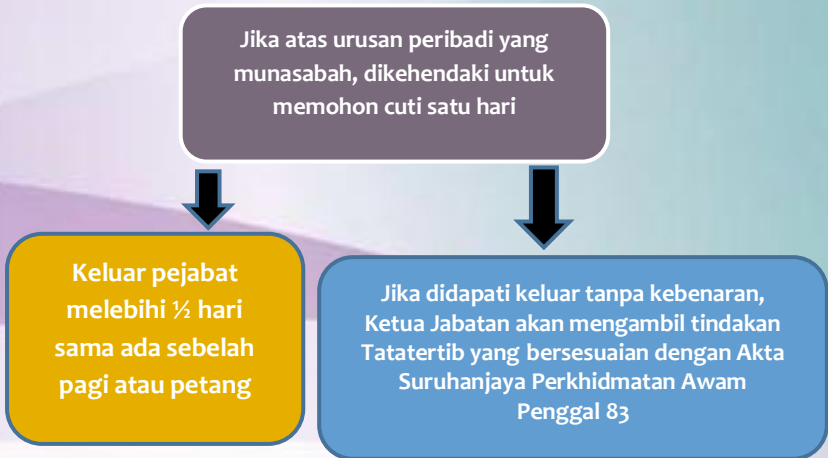 Jika atas urusan peribadi yang
munasabah, dikehendaki untuk
memohon cuti satu hari
Keluar pejabat
melebihi ½ hari
sama ada sebelah
pagi atau petang
Jika didapati keluar tanpa kebenaran,
Ketua Jabatan akan mengambil tindakan
Tatatertib yang bersesuaian dengan Akta
Suruhanjaya Perkhidmatan Awam
Penggal 83